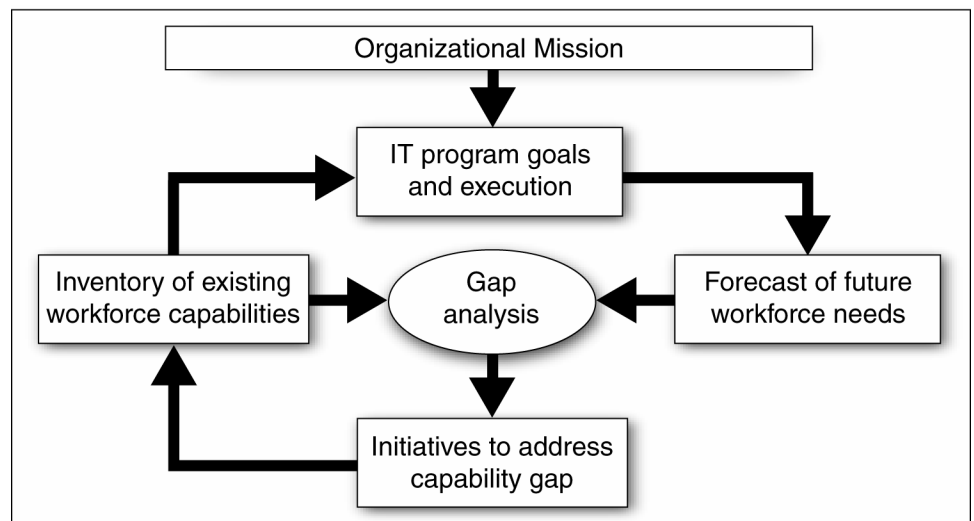 Organizational Mission
IT program goals
and execution
Inventory of existing
workforce capabilities
Gap
analysis
Forecast of future
workforce needs
Initiatives to address
capability gap